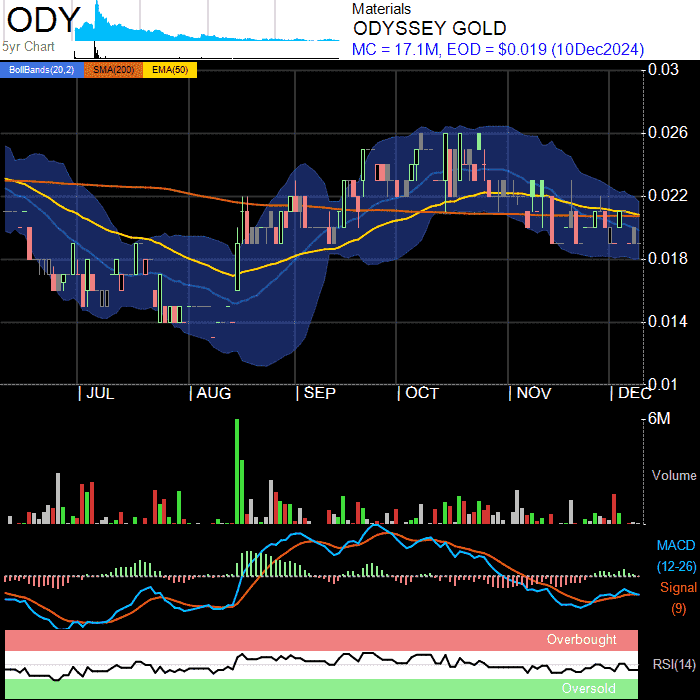 ODY
5yr Chart
Materials
ODYSSEY GOLD
MC = 17.1M, EOD = $0.019 (10Dec2024)
BollBands(20,2) SMA(200) EMA(50)
0.03
0.026
0.022
0.018
0.014
0.01
JUL AUG SEP OCT NOV DEC
6M
Volume
MACD
(12-26)
Signal
(9)
Overbought
RSI(14)
Oversold